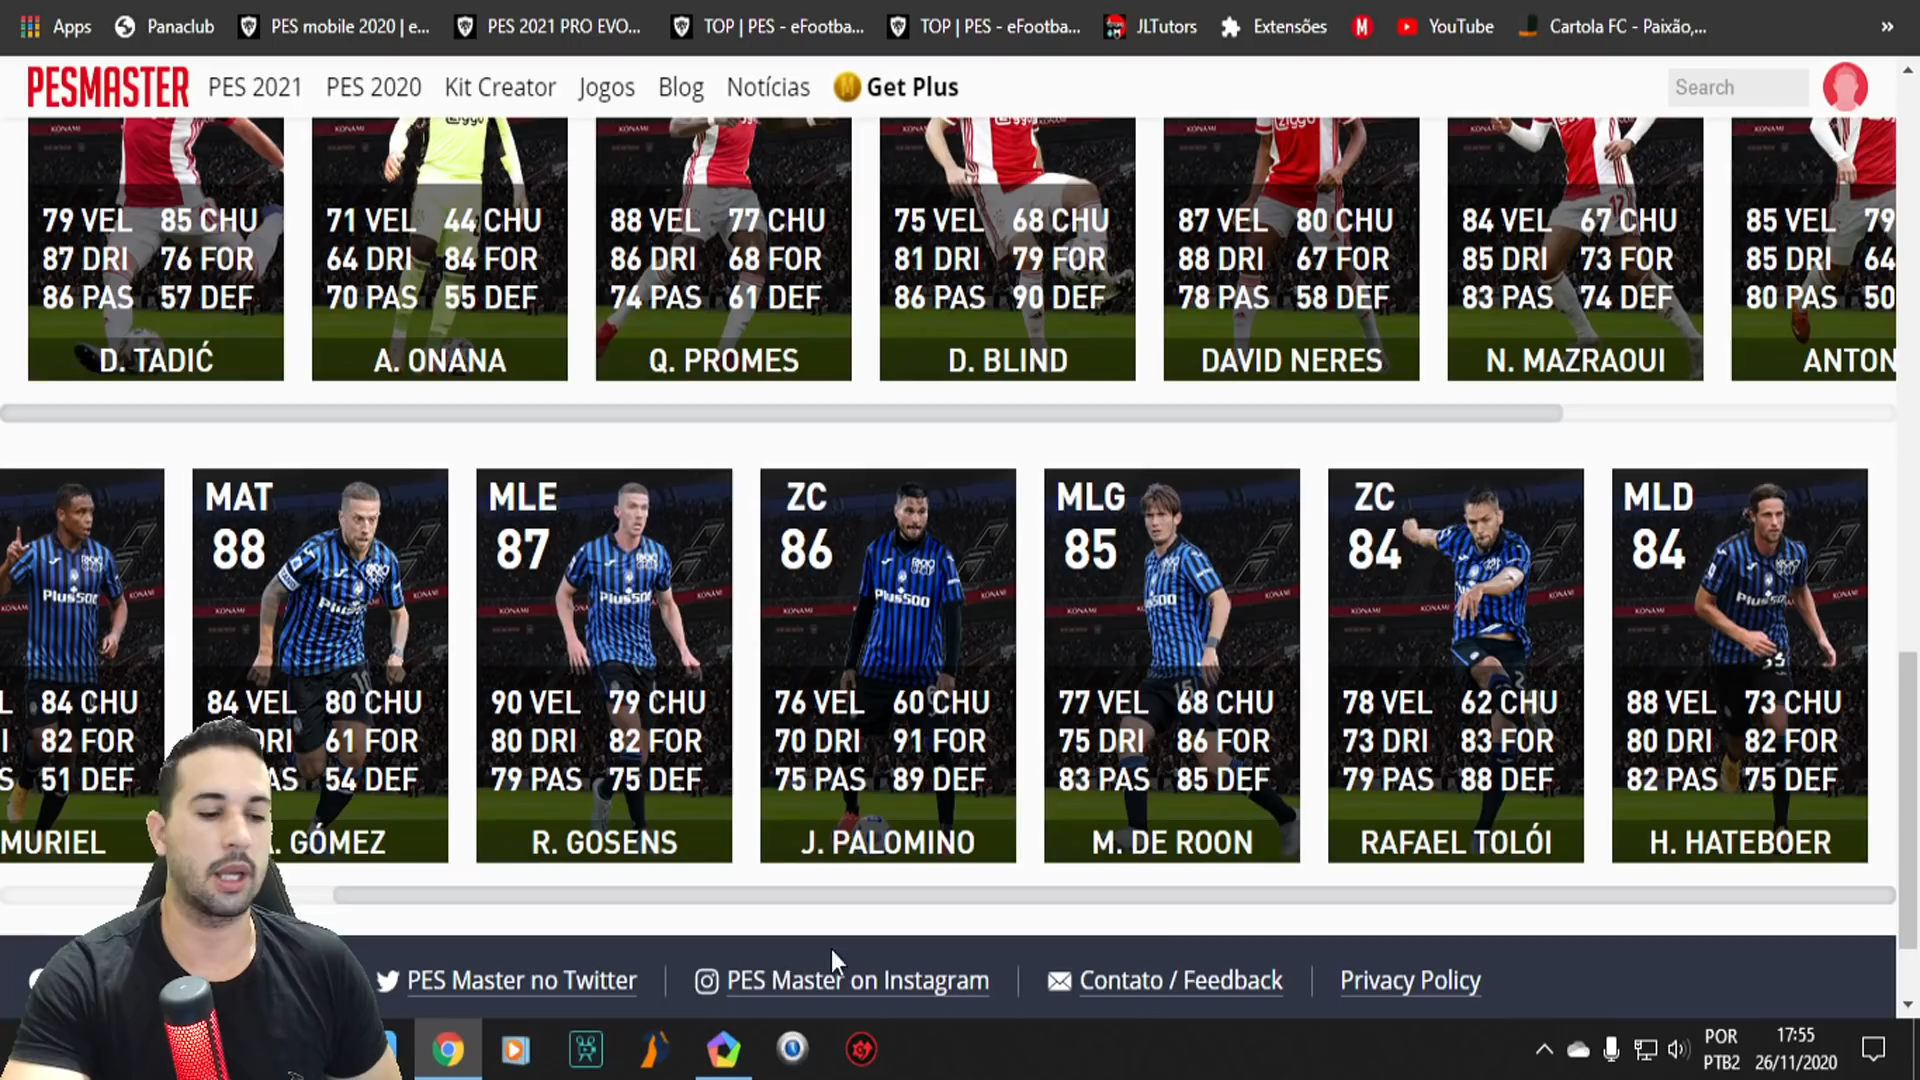 Apps Panaclub PES mobile 2020 | e... PES 2021 PRO EVO... TOP | PES - eFootba... TOP | PES - eFootba... JLTutors Extensões YouTube Cartola FC - Paixão,... »
PESMASTER PES 2021 PES 2020 Kit Creator Jogos Blog Notícias Get Plus Search
79 VEL 85 CHU
87 DRI 76 FOR
86 PAS 57 DEF
D. TADIĆ
71 VEL 44 CHU
64 DRI 84 FOR
70 PAS 55 DEF
A. ONANA
88 VEL 77 CHU
86 DRI 68 FOR
74 PAS 61 DEF
Q. PROMES
75 VEL 68 CHU
81 DRI 79 FOR
86 PAS 90 DEF
D. BLIND
87 VEL 80 CHU
88 DRI 67 FOR
78 PAS 58 DEF
DAVID NERES
84 VEL 67 CHU
85 DRI 73 FOR
83 PAS 74 DEF
N. MAZRAOUI
85 VEL 79
85 DRI 64
80 PAS 50
ANTON
Plus500
L 84 CHU
I 82 FOR
S 51 DEF
MURIEL
MAT
88
Plus500
84 VEL 80 CHU
DRI 61 FOR
AS 54 DEF
. GÓMEZ
MLE
87
Plus500
90 VEL 79 CHU
80 DRI 82 FOR
79 PAS 75 DEF
R. GOSENS
ZC
86
Plus500
76 VEL 60 CHU
70 DRI 91 FOR
75 PAS 89 DEF
J. PALOMINO
MLG
85
77 VEL 68 CHU
75 DRI 86 FOR
83 PAS 85 DEF
M. DE ROON
ZC
84
78 VEL 62 CHU
73 DRI 83 FOR
79 PAS 88 DEF
RAFAEL TOLÓI
MLD
84
Plus500
88 VEL 73 CHU
80 DRI 82 FOR
82 PAS 75 DEF
H. HATEBOER
PES Master no Twitter PES Master on Instagram Contato / Feedback Privacy Policy
POR 17:55
PTB2 26/11/2020